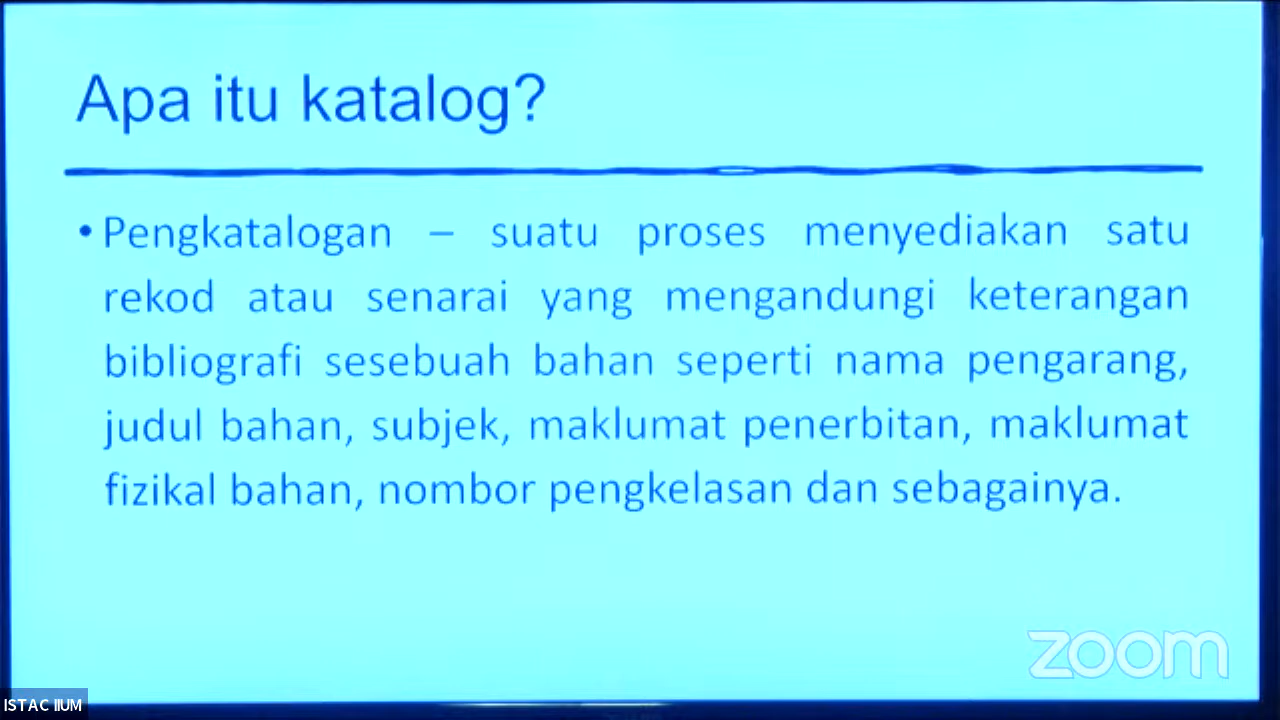 Apa itu katalog?
• Pengkatalogan – suatu proses menyediakan satu
rekod atau senarai yang mengandungi keterangan
bibliografi sesebuah bahan seperti nama pengarang,
judul bahan, subjek, maklumat penerbitan, maklumat
fizikal bahan, nombor pengkelasan dan sebagainya.
zoom
ISTAC IIUM